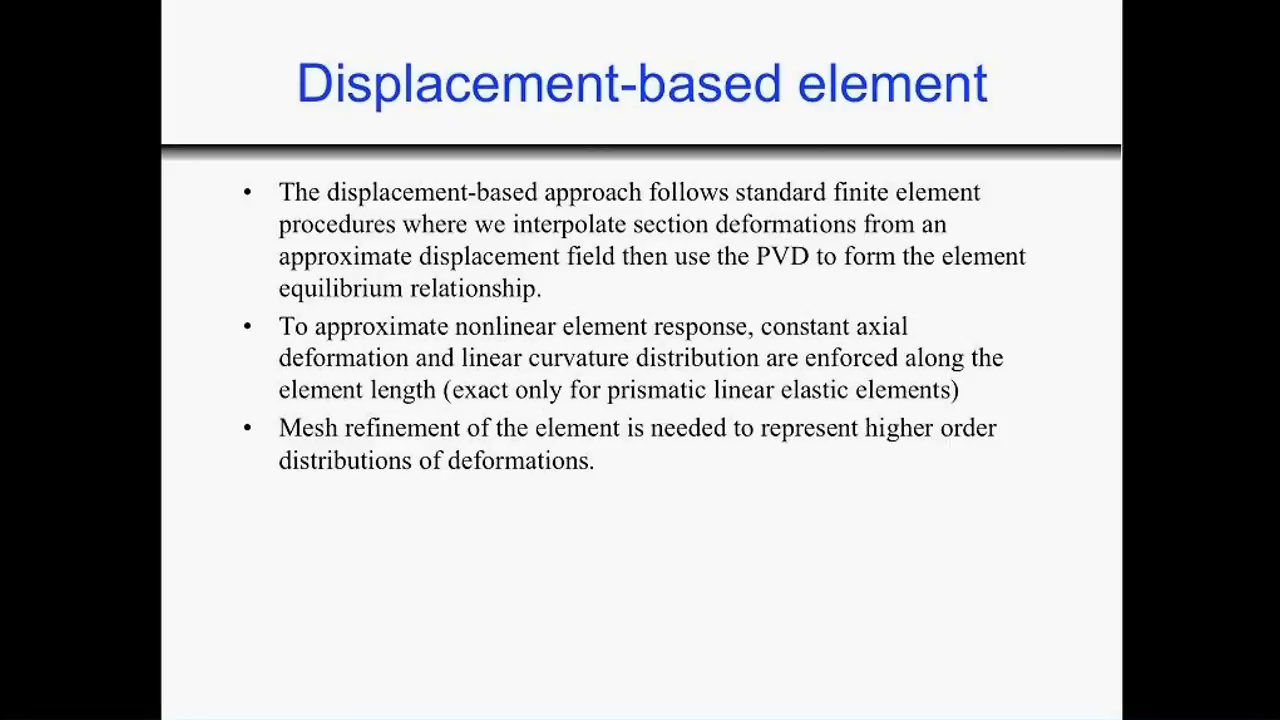 Displacement-based element
• The displacement-based approach follows standard finite element
procedures where we interpolate section deformations from an
approximate displacement field then use the PVD to form the element
equilibrium relationship.
• To approximate nonlinear element response, constant axial
deformation and linear curvature distribution are enforced along the
element length (exact only for prismatic linear elastic elements)
• Mesh refinement of the element is needed to represent higher order
distributions of deformations.